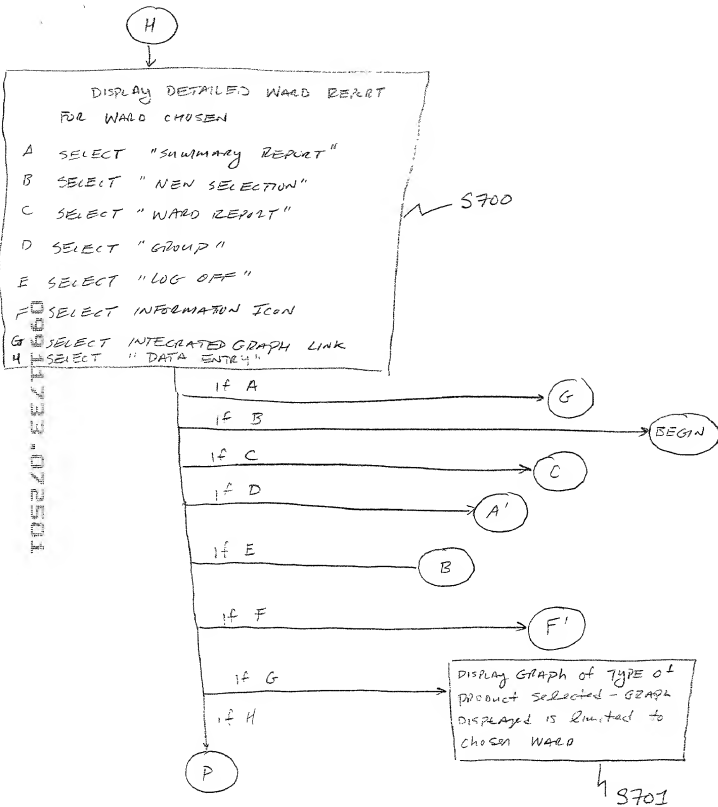 H
DISPLAY DETAILED WARD REPORT
FOR WARD CHOSEN
A SELECT "SUMMARY REPORT"
B SELECT "NEW SELECTION"
C SELECT "WARD REPORT"
D SELECT "GROUP"
E SELECT "LOG OFF"
F SELECT INFORMATION ICON
G SELECT INTEGRATED GRAPH LINK
H SELECT "DATA ENTRY"
S700
09911733.072501
if A
G
if B
BEGIN
if C
C
if D
A'
if E
B
if F
F'
if G
DISPLAY GRAPH of TYPE of
PRODUCT Selected - GRAPH
DISPLAYED is limited to
chosen WARD
if H
P
S701